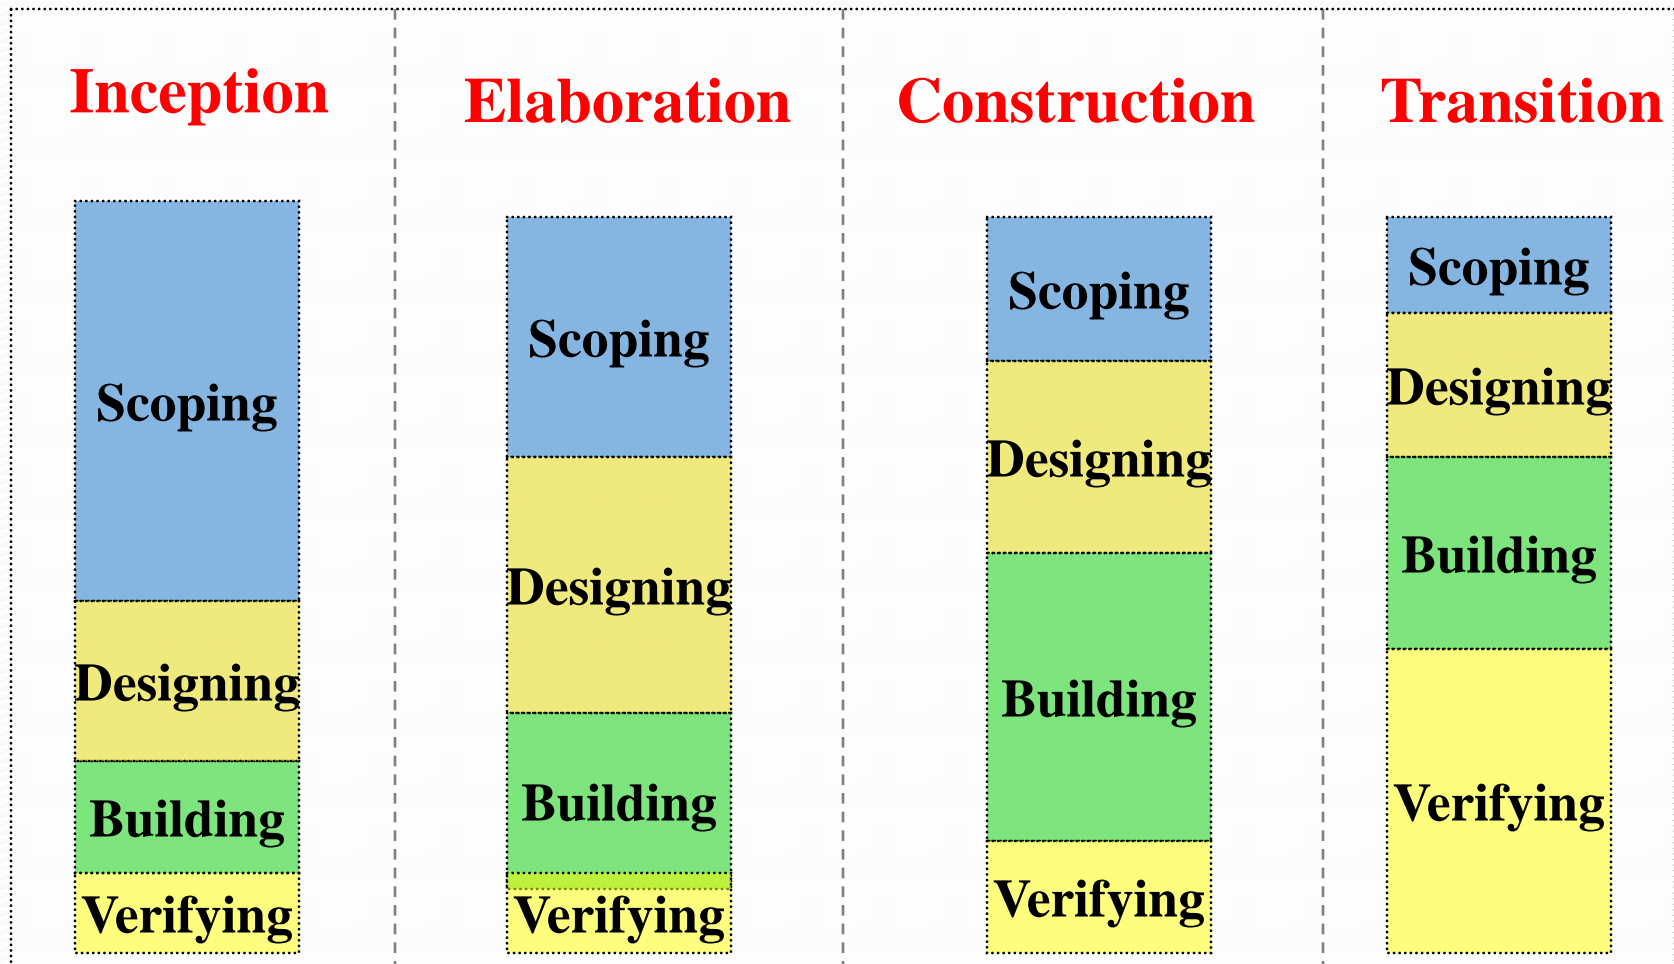 Inception
Elaboration
Construction
Transition
Scoping
Designing
Building
Verifying
Scoping
Designing
Building
Verifying
Scoping
Designing
Building
Verifying
Scoping
Designing
Building
Verifying